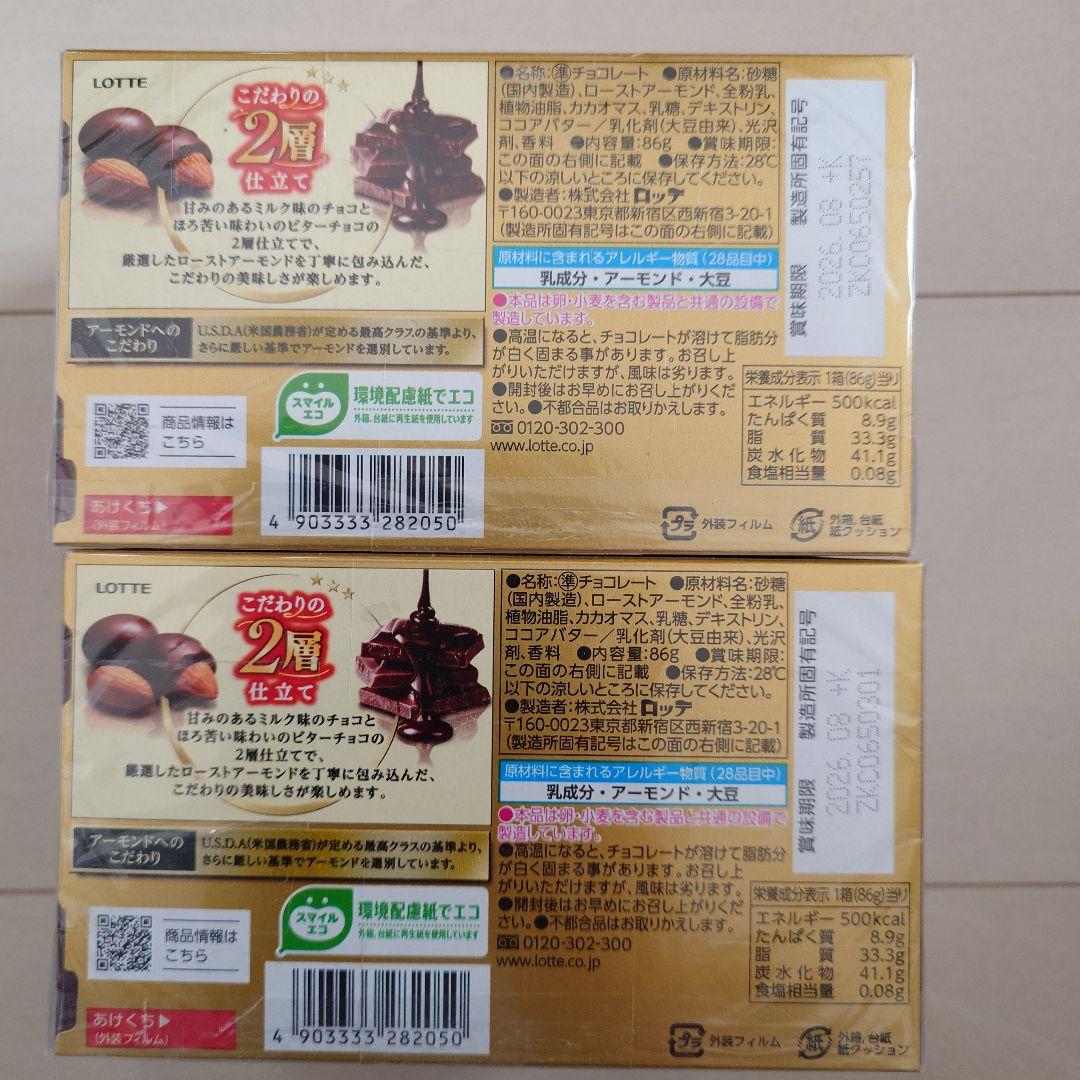 LOTTE
こだわりの
2層
仕立て
甘みのあるミルク味のチョコと
ほろ苦い味わいのビターチョコの
2層仕立てで、
厳選したローストアーモンドを丁寧に包み込んだ、
こだわりの美味しさが楽しめます。
アーモンドへの
こだわり
U.S.D.A(米国農務省)が定める最高クラスの基準より、
さらに厳しい基準でアーモンドを選別しています。
商品情報は
こちら
スマイル
エコ
環境配慮紙でエコ
外箱、台紙に再生紙を使用しています
あけくち▶
(外装フィルム)
4 903333 282050
●名称:㊜チョコレート ●原材料名:砂糖
(国内製造)、ローストアーモンド、全粉乳、
植物油脂、カカオマス、乳糖、デキストリン、
ココアバター/乳化剤(大豆由来)、光沢
剤、香料 ●内容量:86g ●賞味期限:
この面の右側に記載 ●保存方法:28℃
以下の涼しいところに保存してください。
●製造者:株式会社 ロッテ
〒160-0023東京都新宿区西新宿3-20-1
(製造所固有記号はこの面の右側に記載)
原材料に含まれるアレルギー物質(28品目中)
乳成分・アーモンド・大豆
●本品は卵・小麦を含む製品と共通の設備で
製造しています。
●高温になると、チョコレートが溶けて脂肪分
が白く固まる事があります。お召し上
がりいただけますが、風味は劣ります。
●開封後はお早めにお召し上がりくだ
さい。●不都合品はお取りかえします。
0120-302-300
www.lotte.co.jp
賞味期限 製造所固有記号
2026.08 +K
ZKC0650257
栄養成分表示 1箱(86g)当り
エネルギー 500kcal
たんぱく質 8.9g
脂質 33.3g
炭水化物 41.1g
食塩相当量 0.08g
プラ 外装フィルム
紙 外箱、台紙
紙クッション
LOTTE
こだわりの
2層
仕立て
甘みのあるミルク味のチョコと
ほろ苦い味わいのビターチョコの
2層仕立てで、
厳選したローストアーモンドを丁寧に包み込んだ、
こだわりの美味しさが楽しめます。
アーモンドへの
こだわり
U.S.D.A(米国農務省)が定める最高クラスの基準より、
さらに厳しい基準でアーモンドを選別しています。
商品情報は
こちら
スマイル
エコ
環境配慮紙でエコ
外箱、台紙に再生紙を使用しています
あけくち▶
(外装フィルム)
4 903333 282050
●名称:㊜チョコレート ●原材料名:砂糖
(国内製造)、ローストアーモンド、全粉乳、
植物油脂、カカオマス、乳糖、デキストリン、
ココアバター/乳化剤(大豆由来)、光沢
剤、香料 ●内容量:86g ●賞味期限:
この面の右側に記載 ●保存方法:28℃
以下の涼しいところに保存してください。
●製造者:株式会社 ロッテ
〒160-0023東京都新宿区西新宿3-20-1
(製造所固有記号はこの面の右側に記載)
原材料に含まれるアレルギー物質(28品目中)
乳成分・アーモンド・大豆
●本品は卵・小麦を含む製品と共通の設備で
製造しています。
●高温になると、チョコレートが溶けて脂肪分
が白く固まる事があります。お召し上
がりいただけますが、風味は劣ります。
●開封後はお早めにお召し上がりくだ
さい。●不都合品はお取りかえします。
0120-302-300
www.lotte.co.jp
賞味期限 製造所固有記号
2026.08 +K
ZKC0650301
栄養成分表示 1箱(86g)当り
エネルギー 500kcal
たんぱく質 8.9g
脂質 33.3g
炭水化物 41.1g
食塩相当量 0.08g
プラ 外装フィルム
紙 外箱、台紙
紙クッション